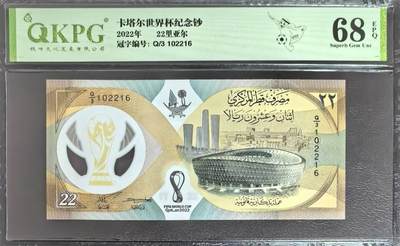 QKPG
卡塔尔世界杯纪念钞
2022年 22里亚尔
冠字编号: Q/3 102216
68 EPQ
Superb Gem Unc
Q/3 102216
مصرف قطر المركزي
اثنان وعشرون ريالا
٢٢
Q/3 102216
22
FIFA WORLD CUP
Qatar2022